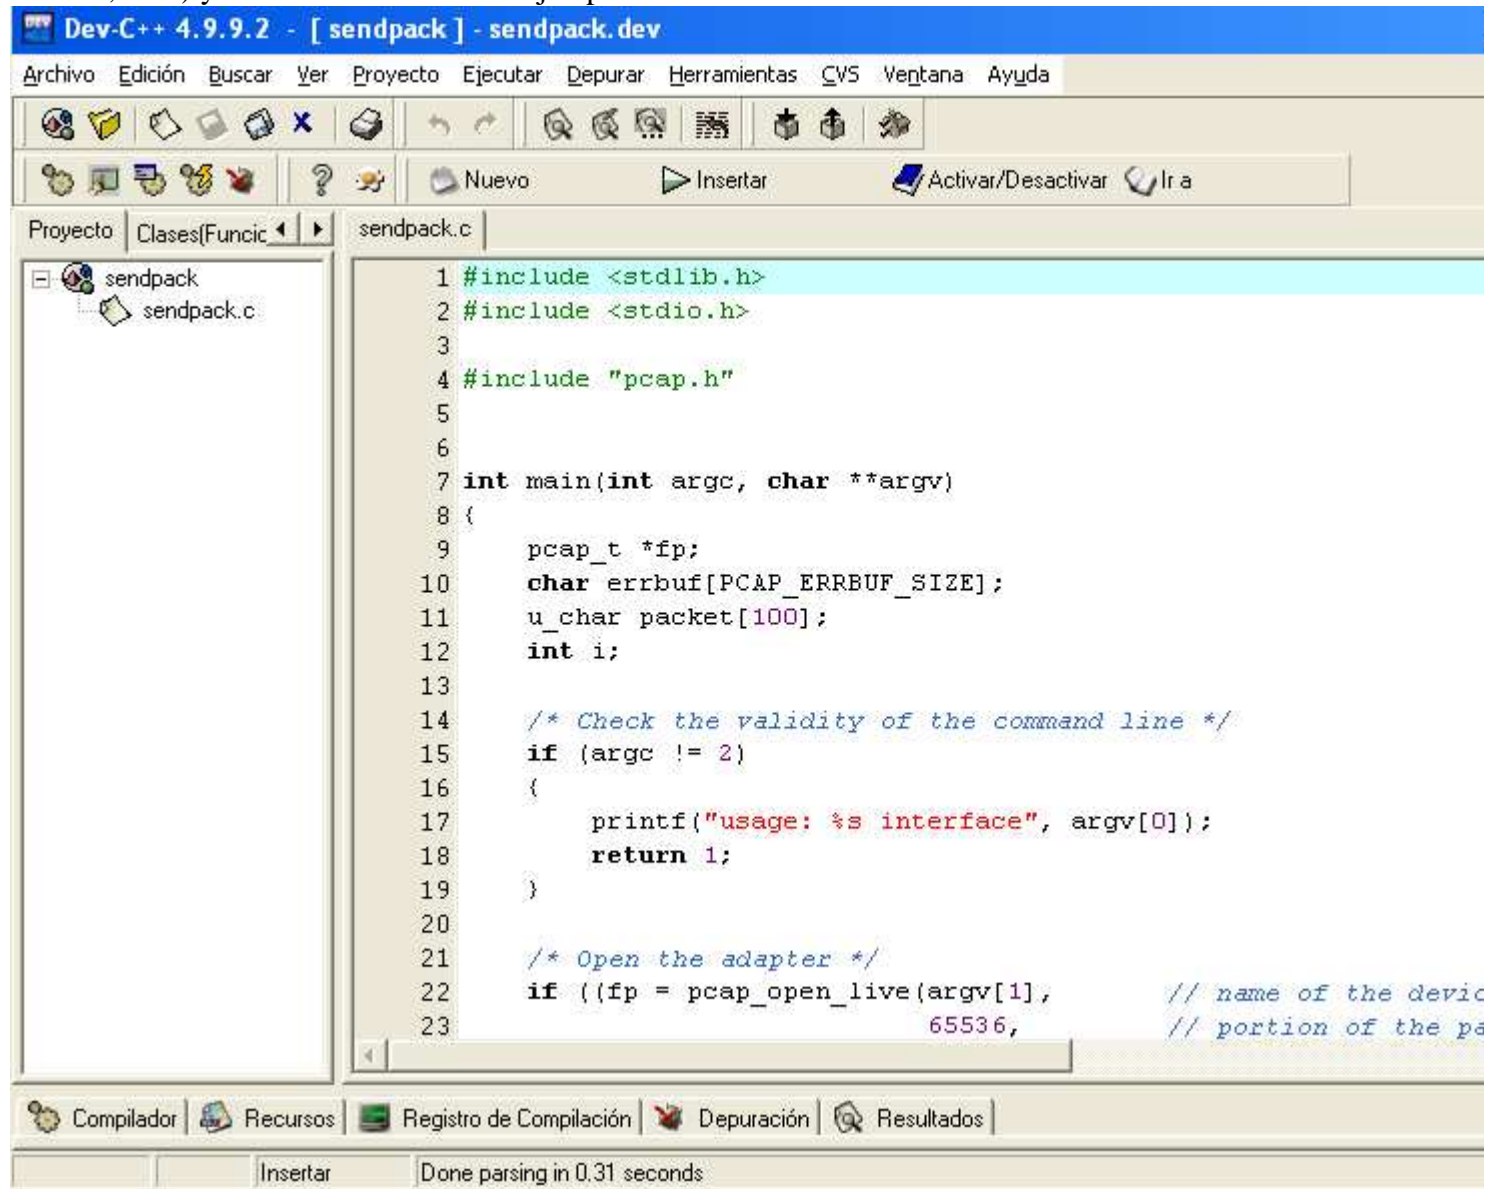 Dev-C++ 4.9.9.2 - [ sendpack ] - sendpack.dev
Archivo Edición Buscar Ver Proyecto Ejecutar Depurar Herramientas CVS Ventana Ayuda
Nuevo Insertar Activar/Desactivar Ir a
Proyecto Clases(Funcic sendpack.c
sendpack
sendpack.c
1 #include <stdlib.h>
2 #include <stdio.h>
3
4 #include "pcap.h"
5
6
7 int main(int argc, char **argv)
8 {
9 pcap_t *fp;
10 char errbuf[PCAP_ERRBUF_SIZE];
11 u_char packet[100];
12 int i;
13
14 /* Check the validity of the command line */
15 if (argc != 2)
16 {
17 printf("usage: %s interface", argv[0]);
18 return 1;
19 }
20
21 /* Open the adapter */
22 if ((fp = pcap_open_live(argv[1], // name of the devic
23 65536, // portion of the pa
Compilador Recursos Registro de Compilación Depuración Resultados
Insertar Done parsing in 0.31 seconds